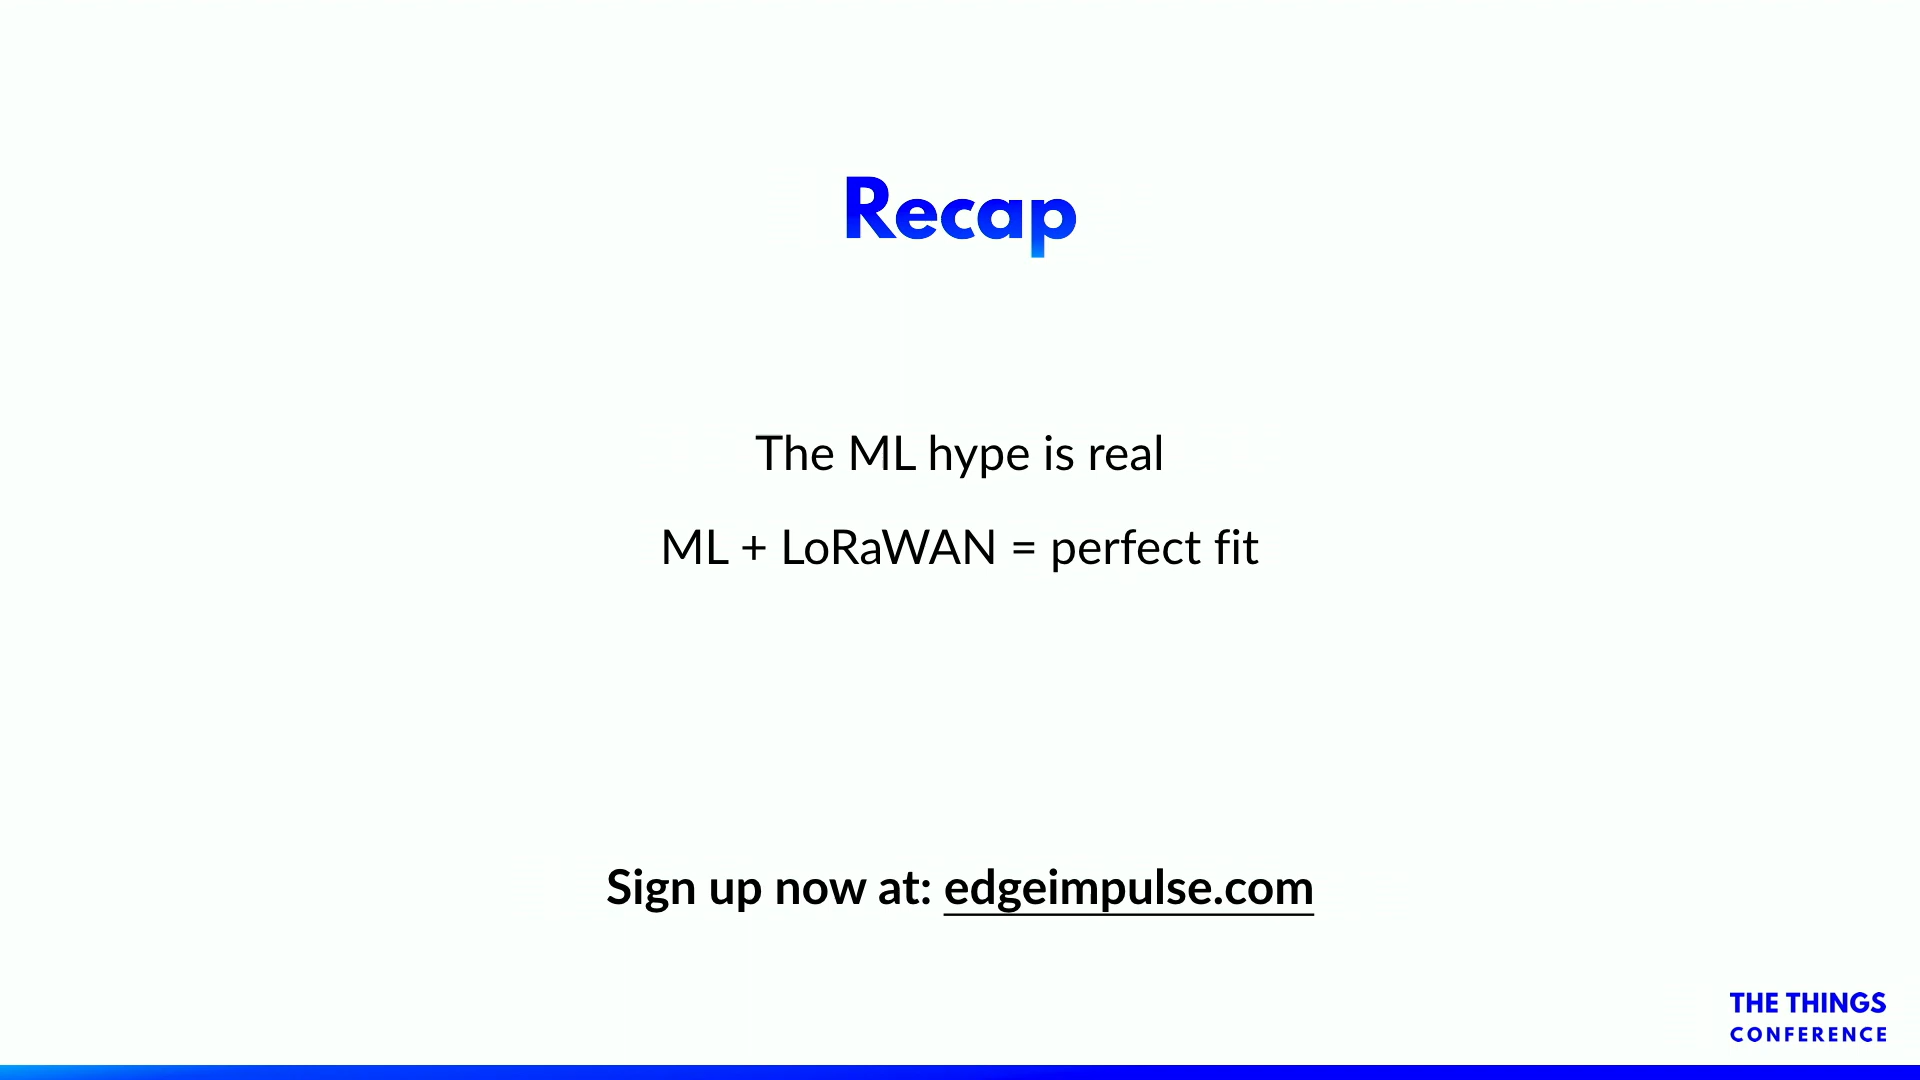 Recap
The ML hype is real
ML + LoRaWAN = perfect fit
Sign up now at: edgeimpulse.com
THE THINGS
CONFERENCE